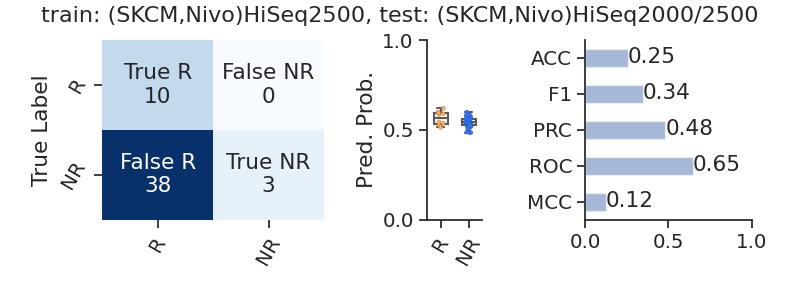 train: (SKCM,Nivo)HiSeq2500, test: (SKCM,Nivo)HiSeq2000/2500
True Label
R
NR
True R
10
False NR
0
False R
38
True NR
3
R
NR
Pred. Prob.
1.0
0.5
0.0
R
NR
ACC
0.25
F1
0.34
PRC
0.48
ROC
0.65
MCC
0.12
0.0
0.5
1.0